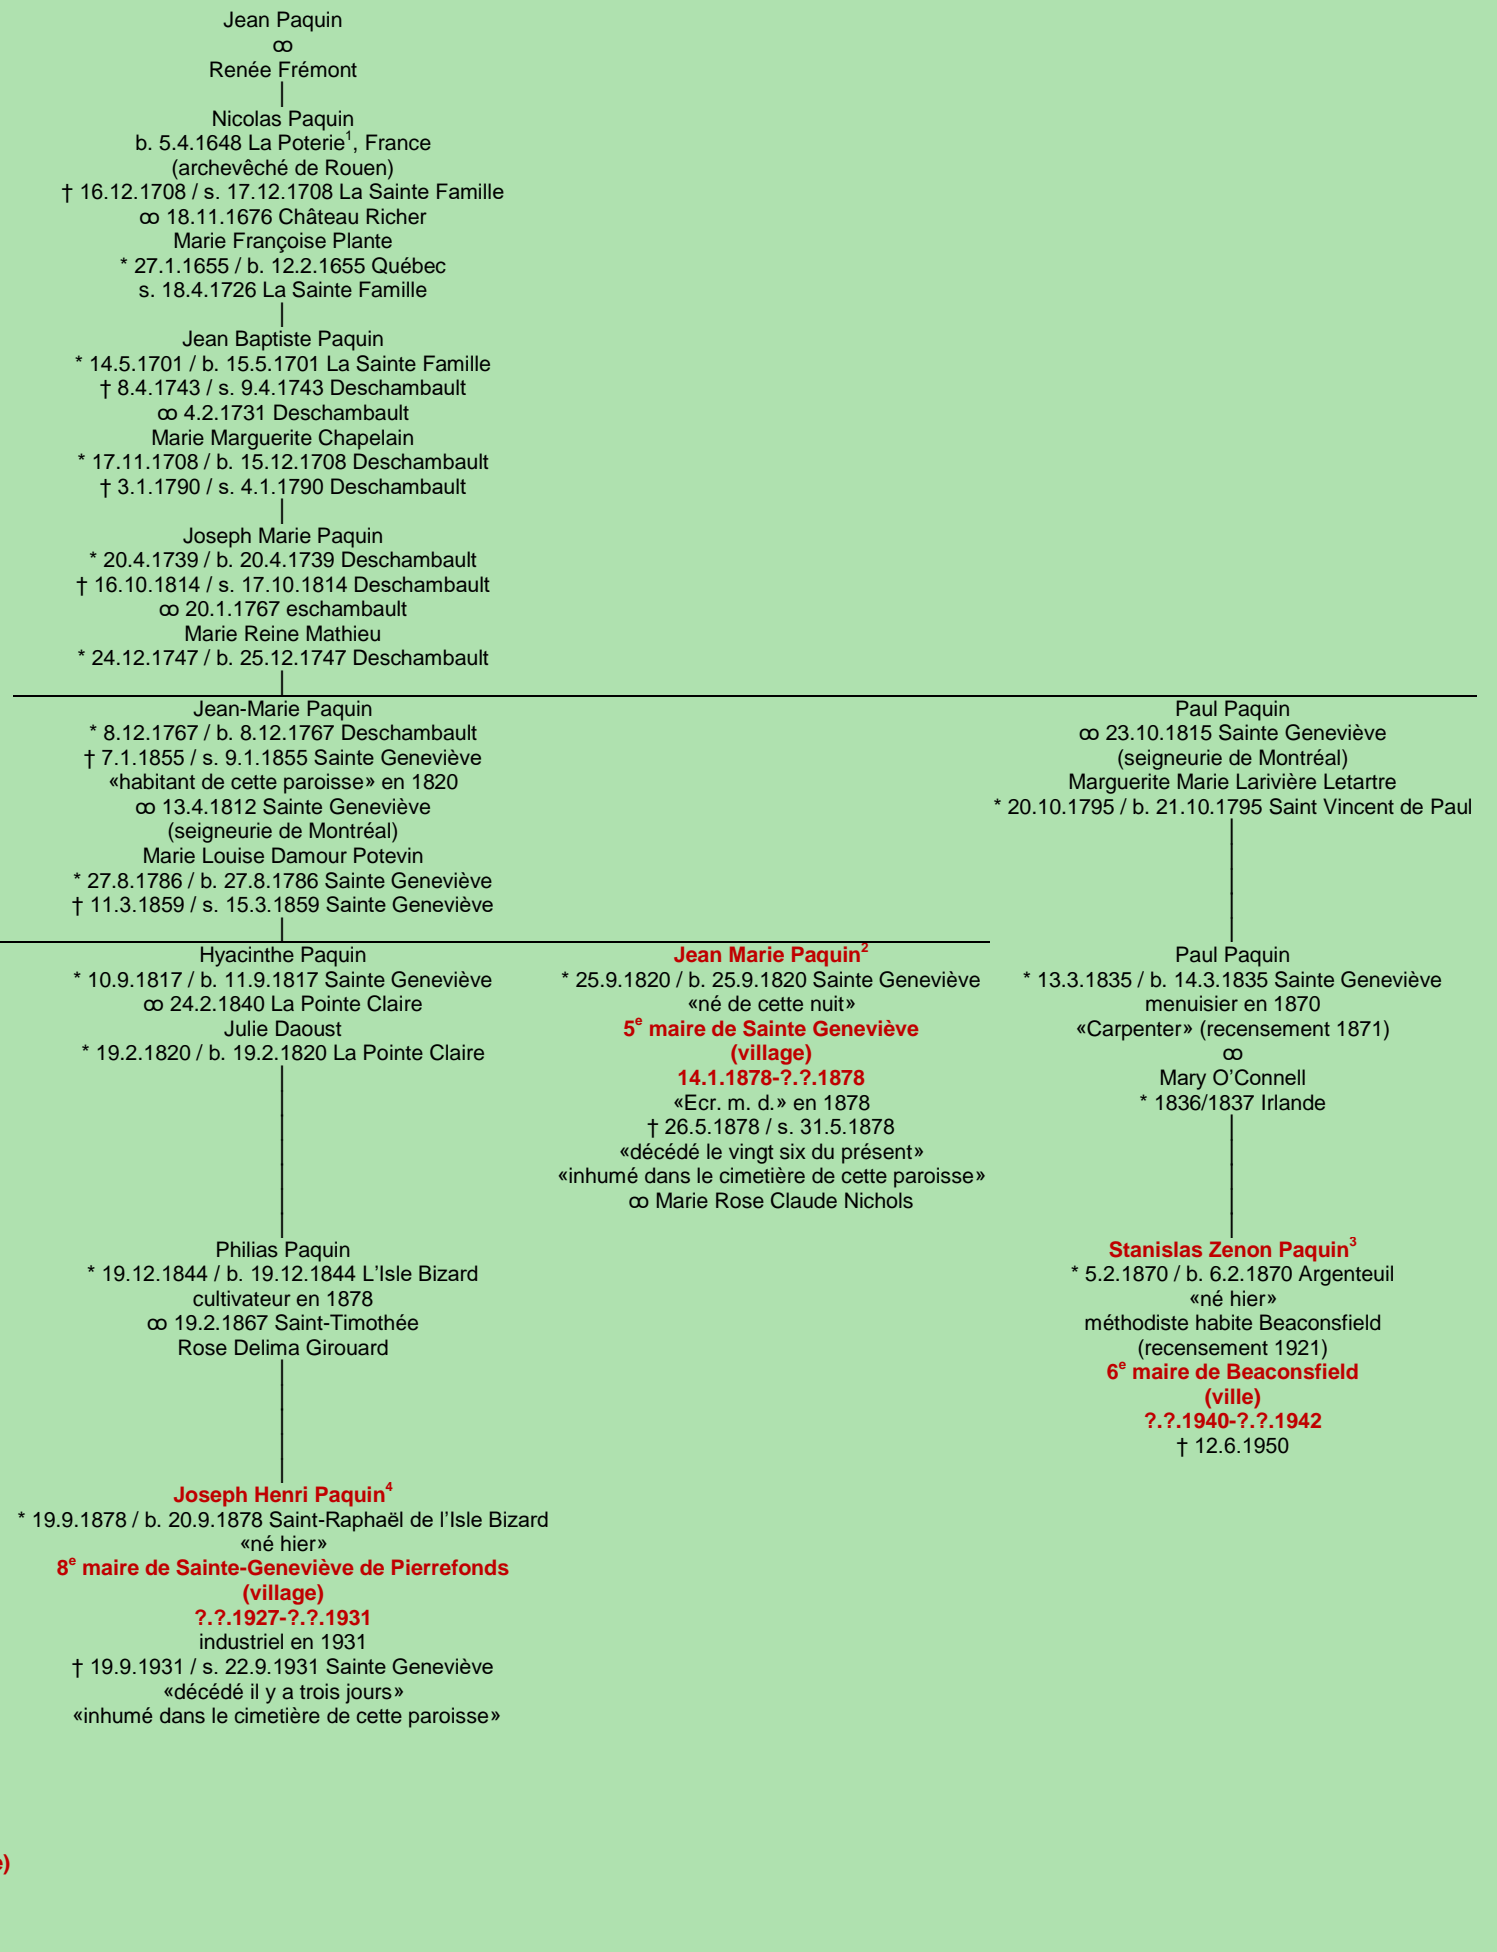 Jean Paquin
ꝏ
Renée Frémont
Nicolas Paquin
b. 5.4.1648 La Poterie¹, France
(archevêché de Rouen)
† 16.12.1708 / s. 17.12.1708 La Sainte Famille
ꝏ 18.11.1676 Château Richer
Marie Françoise Plante
* 27.1.1655 / b. 12.2.1655 Québec
s. 18.4.1726 La Sainte Famille
Jean Baptiste Paquin
* 14.5.1701 / b. 15.5.1701 La Sainte Famille
† 8.4.1743 / s. 9.4.1743 Deschambault
ꝏ 4.2.1731 Deschambault
Marie Marguerite Chapelain
* 17.11.1708 / b. 15.12.1708 Deschambault
† 3.1.1790 / s. 4.1.1790 Deschambault
Joseph Marie Paquin
* 20.4.1739 / b. 20.4.1739 Deschambault
† 16.10.1814 / s. 17.10.1814 Deschambault
ꝏ 20.1.1767 eschambault
Marie Reine Mathieu
* 24.12.1747 / b. 25.12.1747 Deschambault
Jean-Marie Paquin
* 8.12.1767 / b. 8.12.1767 Deschambault
† 7.1.1855 / s. 9.1.1855 Sainte Geneviève
«habitant de cette paroisse» en 1820
ꝏ 13.4.1812 Sainte Geneviève
(seigneurie de Montréal)
Marie Louise Damour Potevin
* 27.8.1786 / b. 27.8.1786 Sainte Geneviève
† 11.3.1859 / s. 15.3.1859 Sainte Geneviève
Paul Paquin
ꝏ 23.10.1815 Sainte Geneviève
(seigneurie de Montréal)
Marguerite Marie Larivière Letartre
* 20.10.1795 / b. 21.10.1795 Saint Vincent de Paul
Hyacinthe Paquin
* 10.9.1817 / b. 11.9.1817 Sainte Geneviève
ꝏ 24.2.1840 La Pointe Claire
Julie Daoust
* 19.2.1820 / b. 19.2.1820 La Pointe Claire
Jean Marie Paquin²
* 25.9.1820 / b. 25.9.1820 Sainte Geneviève
«né de cette nuit»
5ᵉ maire de Sainte Geneviève
(village)
14.1.1878-?.?.1878
«Ecr. m. d.» en 1878
† 26.5.1878 / s. 31.5.1878
«décédé le vingt six du présent»
«inhumé dans le cimetière de cette paroisse»
ꝏ Marie Rose Claude Nichols
Paul Paquin
* 13.3.1835 / b. 14.3.1835 Sainte Geneviève
menuisier en 1870
«Carpenter» (recensement 1871)
ꝏ
Mary O’Connell
* 1836/1837 Irlande
Philias Paquin
* 19.12.1844 / b. 19.12.1844 L’Isle Bizard
cultivateur en 1878
ꝏ 19.2.1867 Saint-Timothée
Rose Delima Girouard
Stanislas Zenon Paquin³
* 5.2.1870 / b. 6.2.1870 Argenteuil
«né hier»
méthodiste habite Beaconsfield
(recensement 1921)
6ᵉ maire de Beaconsfield
(ville)
?.?.1940-?.?.1942
† 12.6.1950
Joseph Henri Paquin⁴
* 19.9.1878 / b. 20.9.1878 Saint-Raphaël de l’Isle Bizard
«né hier»
8ᵉ maire de Sainte-Geneviève de Pierrefonds
(village)
?.?.1927-?.?.1931
industriel en 1931
† 19.9.1931 / s. 22.9.1931 Sainte Geneviève
«décédé il y a trois jours»
«inhumé dans le cimetière de cette paroisse»